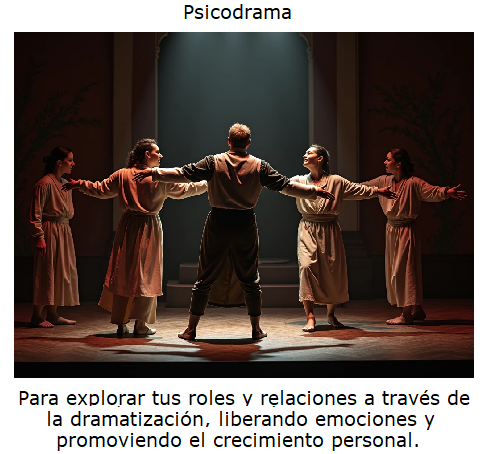 Psicodrama
Para explorar tus roles y relaciones a través de
la dramatización, liberando emociones y
promoviendo el crecimiento personal.